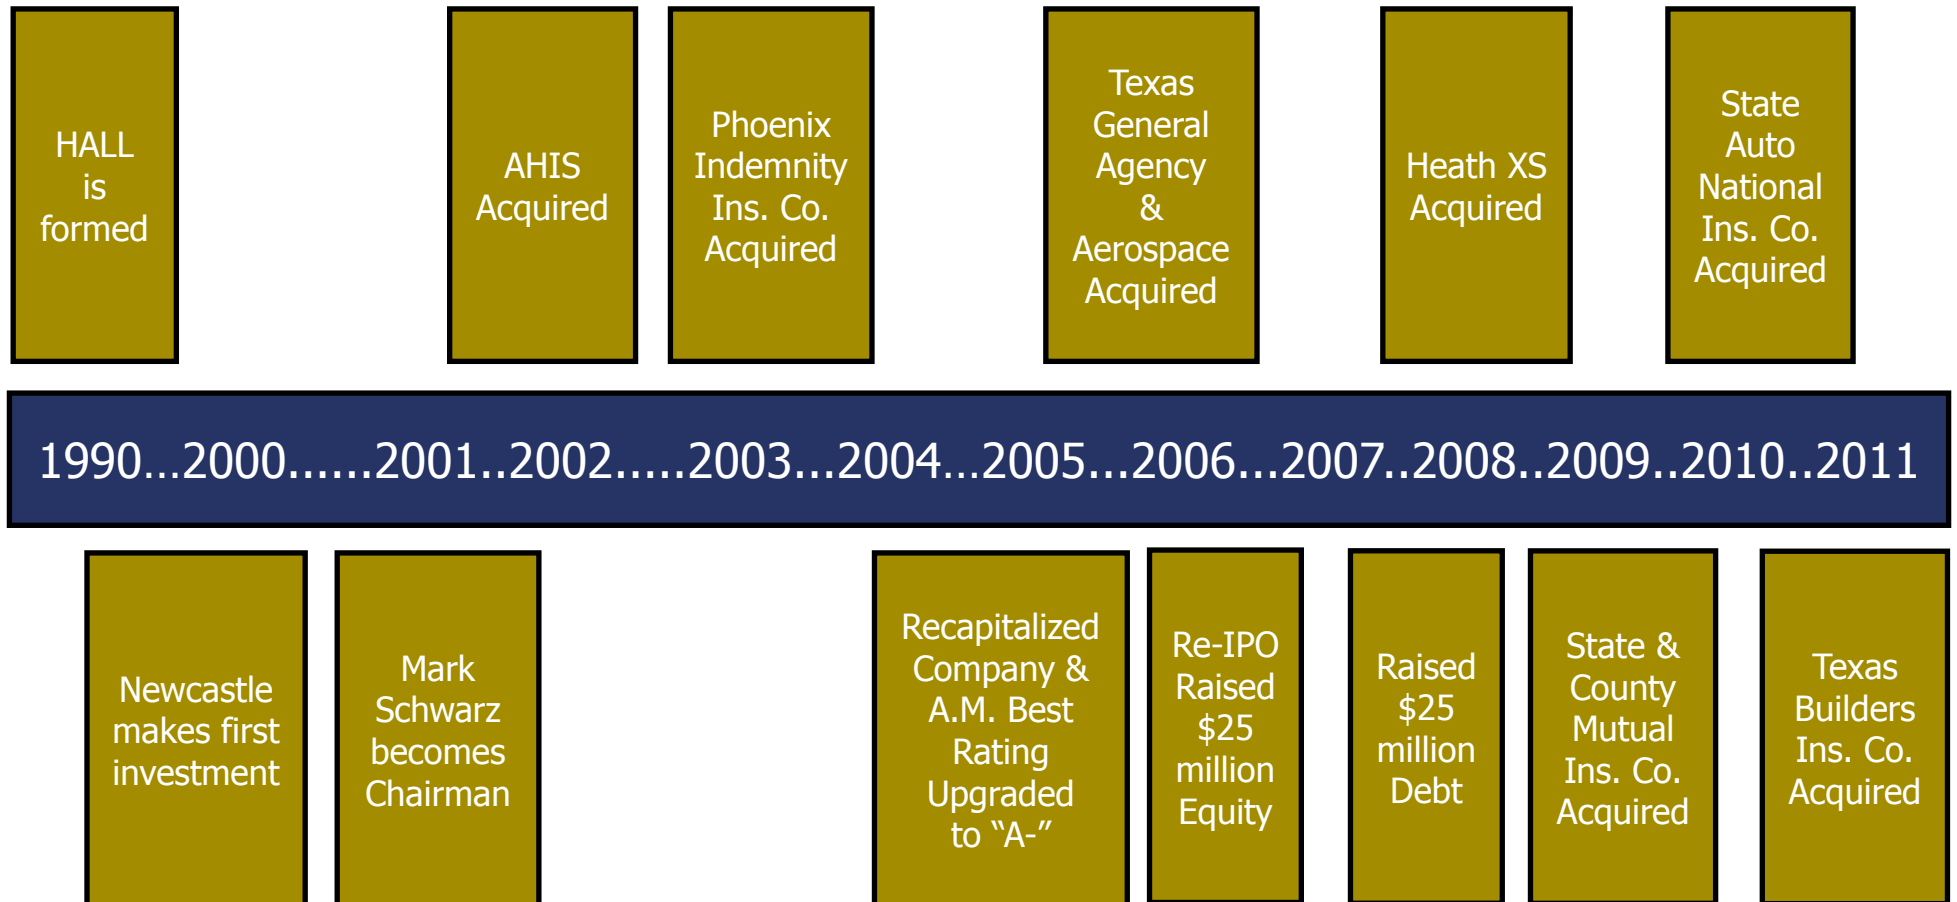 HALL
is
formed
AHIS
Acquired
Phoenix
Indemnity
Ins. Co.
Acquired
Texas
General
Agency
&
Aerospace
Acquired
Heath XS
Acquired
State
Auto
National
Ins. Co.
Acquired
1990…2000......2001..2002.....2003...2004…2005...2006...2007..2008..2009..2010..2011
Newcastle
makes first
investment
Mark
Schwarz
becomes
Chairman
Recapitalized
Company &
A.M. Best
Rating
Upgraded
to “A-”
Re-IPO
Raised
$25
million
Equity
Raised
$25
million
Debt
State &
County
Mutual
Ins. Co.
Acquired
Texas
Builders
Ins. Co.
Acquired